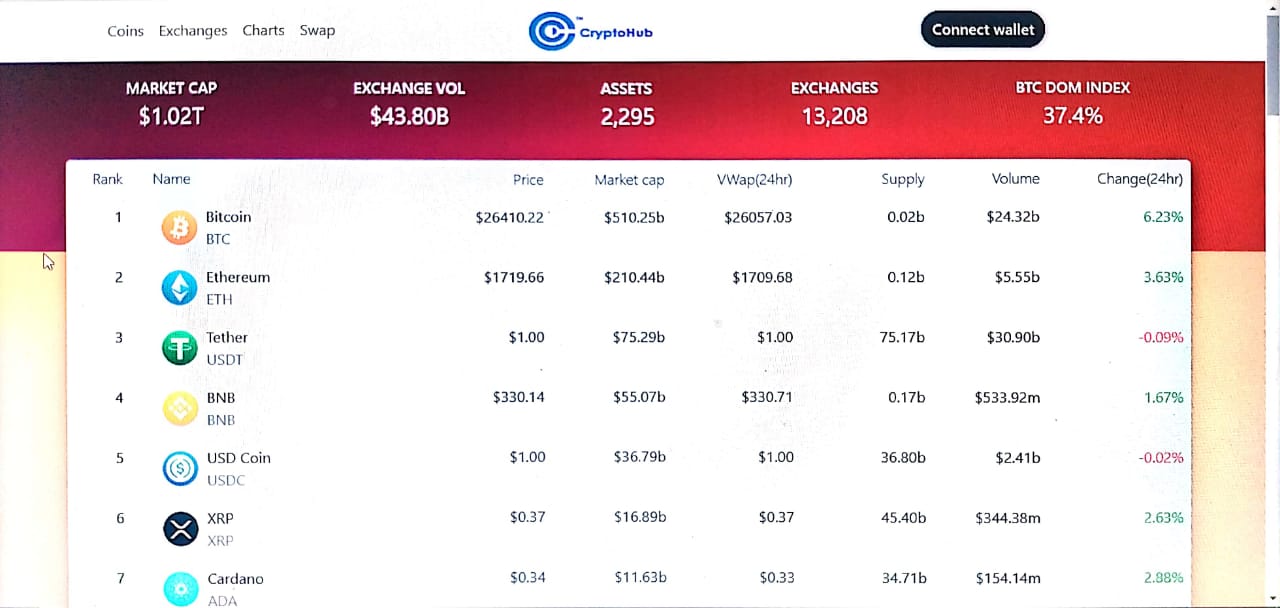 Coins Exchanges Charts Swap
TM
CryptoHub
Connect wallet
MARKET CAP EXCHANGE VOL ASSETS EXCHANGES BTC DOM INDEX
$1.02T $43.80B 2,295 13,208 37.4%
Rank Name Price Market cap VWap(24hr) Supply Volume Change(24hr)
1 Bitcoin $26410.22 $510.25b $26057.03 0.02b $24.32b 6.23%
BTC
2 Ethereum $1719.66 $210.44b $1709.68 0.12b $5.55b 3.63%
ETH
3 Tether $1.00 $75.29b $1.00 75.17b $30.90b -0.09%
USDT
4 BNB $330.14 $55.07b $330.71 0.17b $533.92m 1.67%
BNB
5 USD Coin $1.00 $36.79b $1.00 36.80b $2.41b -0.02%
USDC
6 XRP $0.37 $16.89b $0.37 45.40b $344.38m 2.63%
XRP
7 Cardano $0.34 $11.63b $0.33 34.71b $154.14m 2.88%
ADA